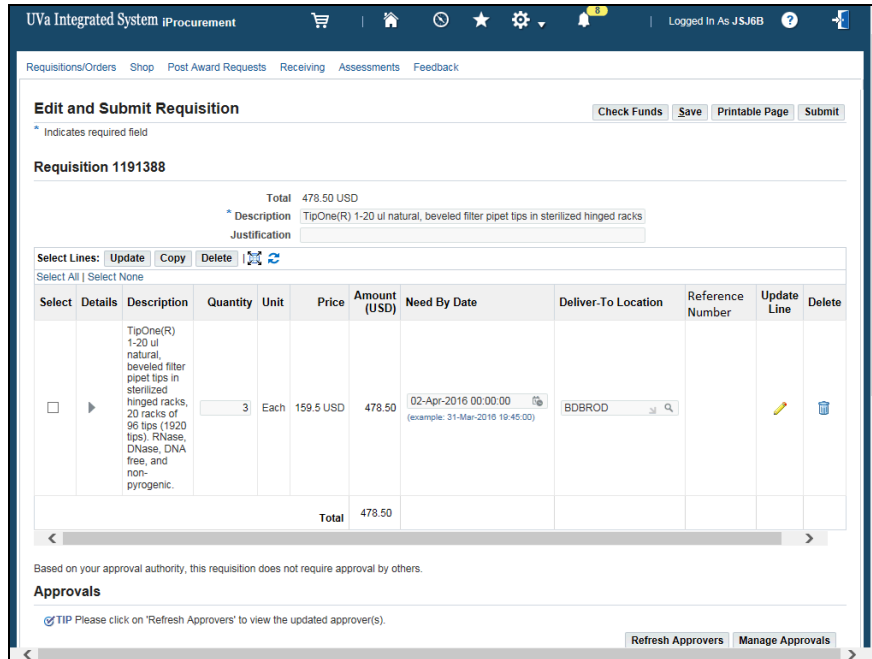 UVa Integrated System iProcurement
8
Logged In As JSJ6B
?
Requisitions/Orders Shop Post Award Requests Receiving Assessments Feedback
Edit and Submit Requisition
Check Funds Save Printable Page Submit
* Indicates required field
Requisition 1191388
Total 478.50 USD
* Description TipOne(R) 1-20 ul natural, beveled filter pipet tips in sterilized hinged racks
Justification
Select Lines: Update Copy Delete |
Select All | Select None
Select Details Description Quantity Unit Price Amount (USD) Need By Date Deliver-To Location Reference Number Update Line Delete
TipOne(R)
1-20 ul
natural,
beveled filter
pipet tips in
sterilized
hinged racks,
20 racks of
96 tips (1920
tips). RNase,
DNase, DNA
free, and
non-
pyrogenic.
3 Each 159.5 USD 478.50 02-Apr-2016 00:00:00 BDBROD
(example: 31-Mar-2016 19:45:00)
Total 478.50
Based on your approval authority, this requisition does not require approval by others.
Approvals
TIP Please click on 'Refresh Approvers' to view the updated approver(s).
Refresh Approvers Manage Approvals